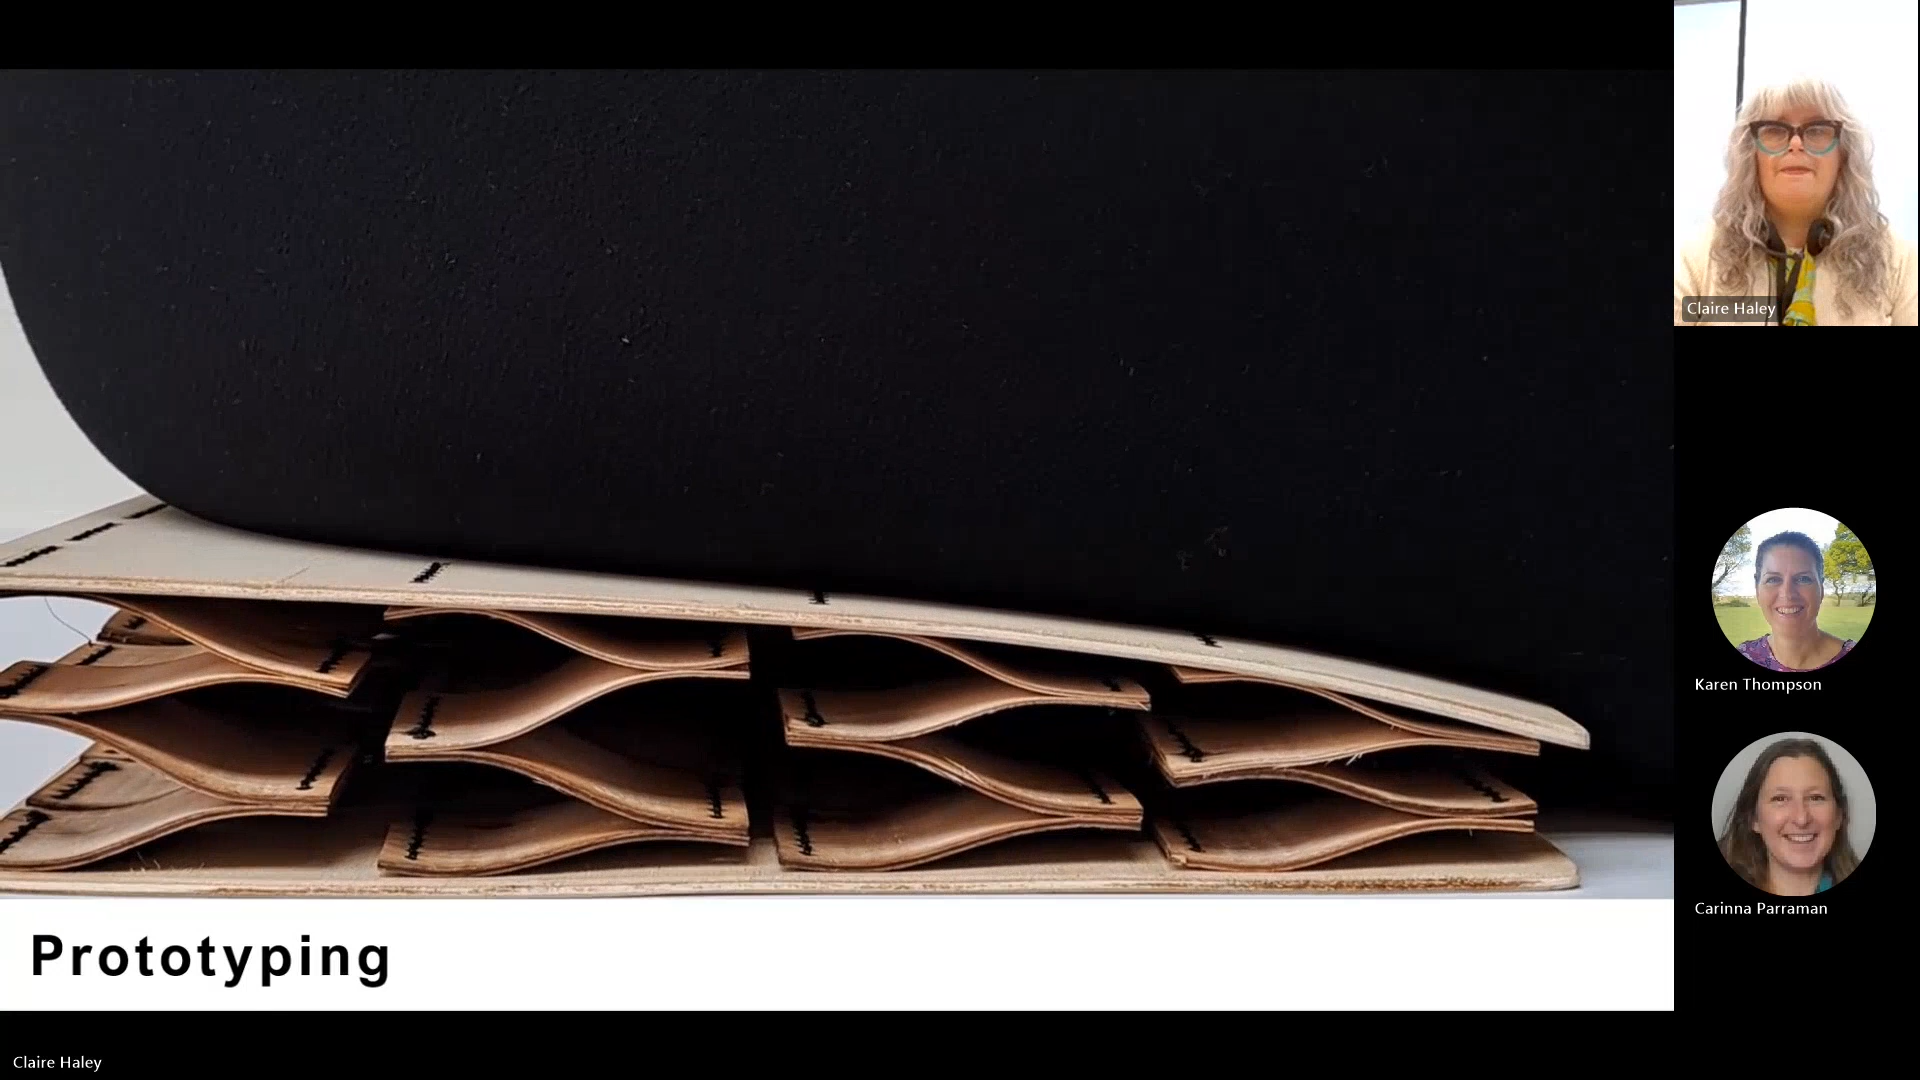 Claire Haley
Karen Thompson
Carinna Parraman
Prototyping
Claire Haley